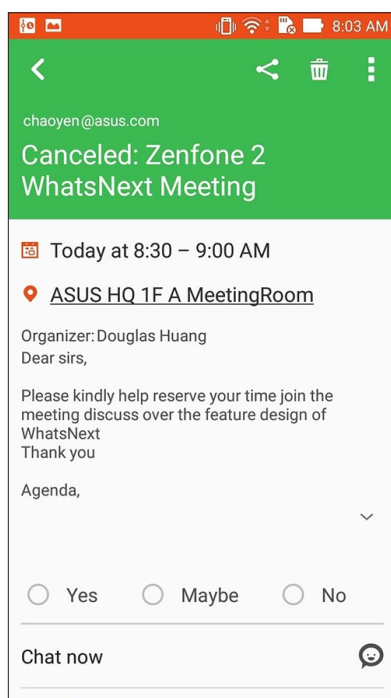 8:03 AM
chaoyen@asus.com
Canceled: Zenfone 2
WhatsNext Meeting
Today at 8:30 – 9:00 AM
ASUS HQ 1F A MeetingRoom
Organizer: Douglas Huang
Dear sirs,
Please kindly help reserve your time join the
meeting discuss over the feature design of
WhatsNext
Thank you
Agenda,
Yes Maybe No
Chat now